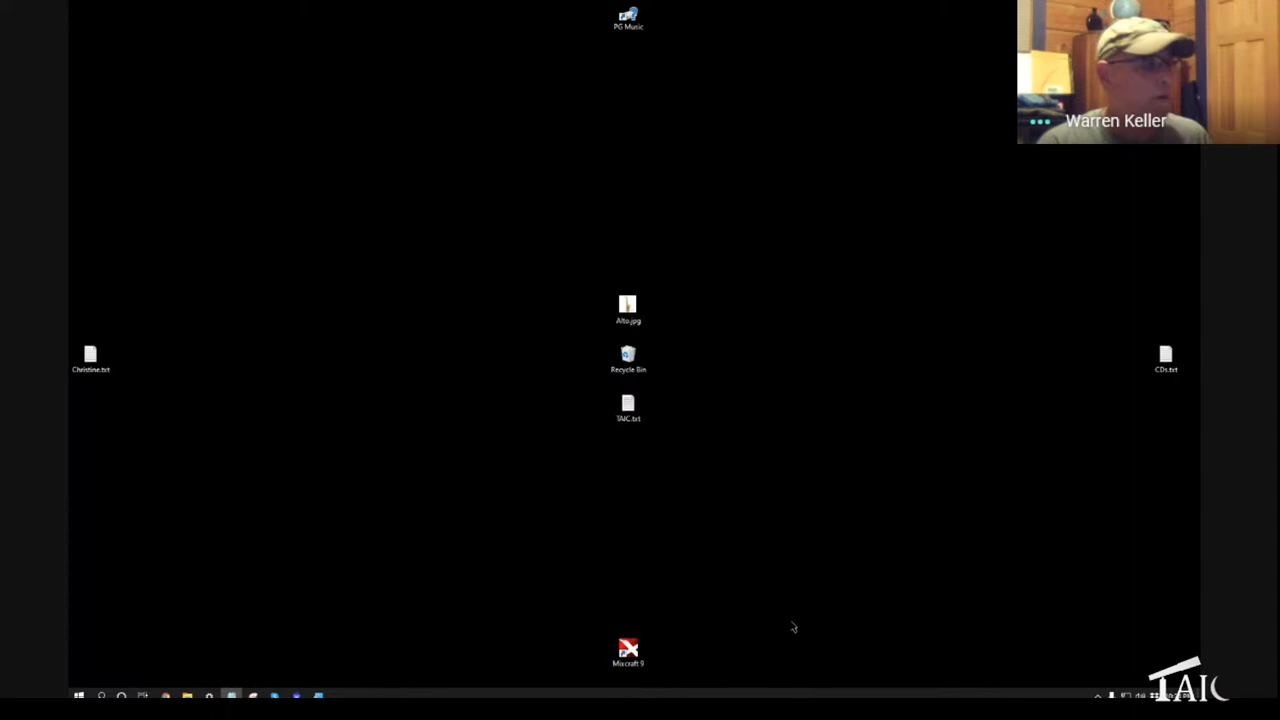 PG Music
Warren Keller
Alto.jpg
Christine.txt
Recycle Bin
CDs.txt
TAIC.txt
Mixcraft 9
TAIC